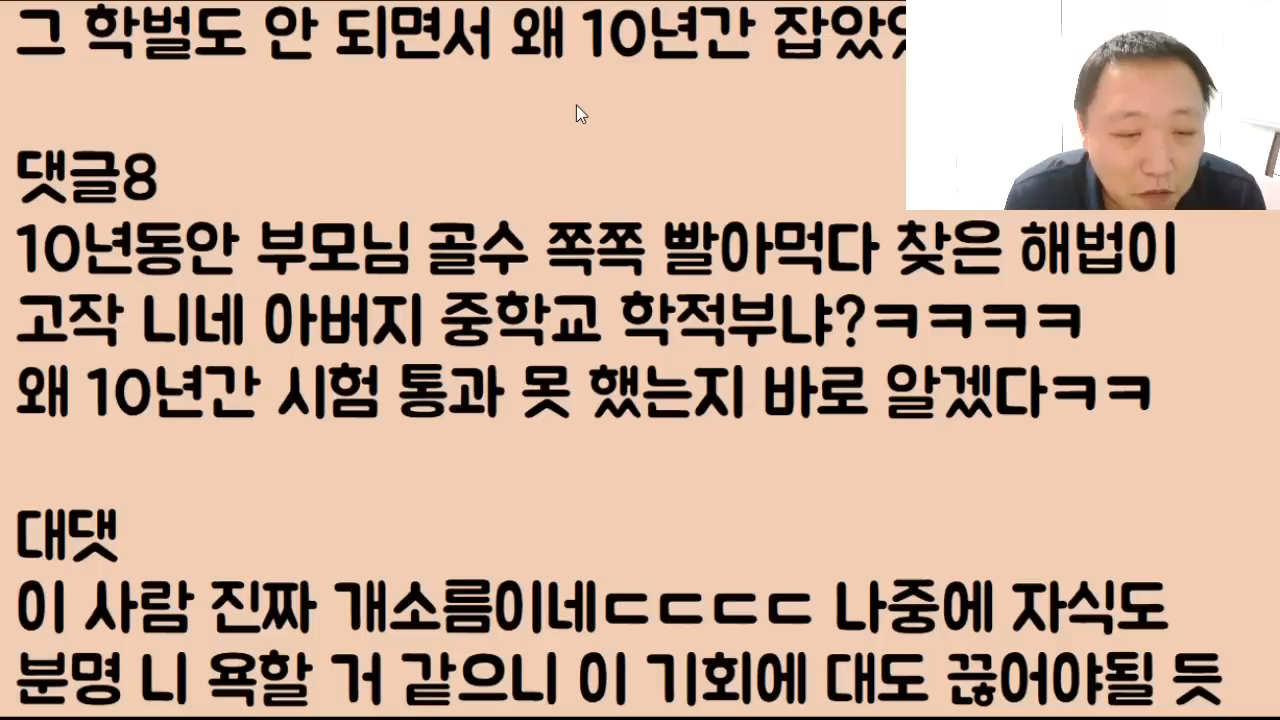 그 학벌도 안 되면서 왜 10년간 잡았
댓글8
10년동안 부모님 골수 쪽쪽 빨아먹다 찾은 해법이
고작 니네 아버지 중학교 학적부냐?ㅋㅋㅋㅋ
왜 10년간 시험 통과 못 했는지 바로 알겠다ㅋㅋ
대댓
이 사람 진짜 개소름이네ㄷㄷㄷㄷ 나중에 자식도
분명 니 욕할 거 같으니 이 기회에 대도 끊어야될 듯